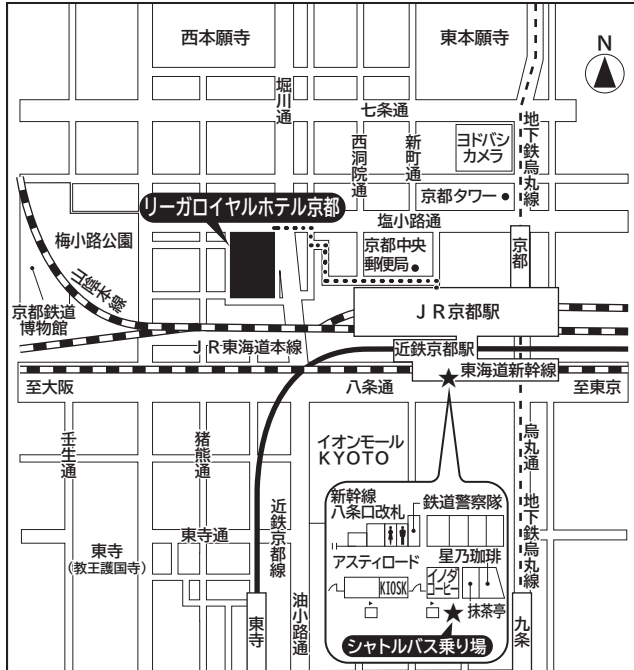 西本願寺
東本願寺
N
堀川通
七条通
地下鉄烏丸線
西洞院通
新町通
ヨドバシ
カメラ
京都タワー
リーガロイヤルホテル京都
塩小路通
梅小路公園
京都中央
郵便局
京都
山陰本線
京都鉄道
博物館
JR京都駅
JR東海道本線
近鉄京都駅
東海道新幹線
至大阪
八条通
至東京
壬生通
猪熊通
イオンモール
KYOTO
烏丸通
地下鉄烏丸線
新幹線
八条口改札
鉄道警察隊
近鉄京都線
東寺通
アスティロード
星乃珈琲
東寺
(教王護国寺)
KIOSK
イノダ
コーヒー
抹茶亭
東寺
油小路通
九条
シャトルバス乗り場